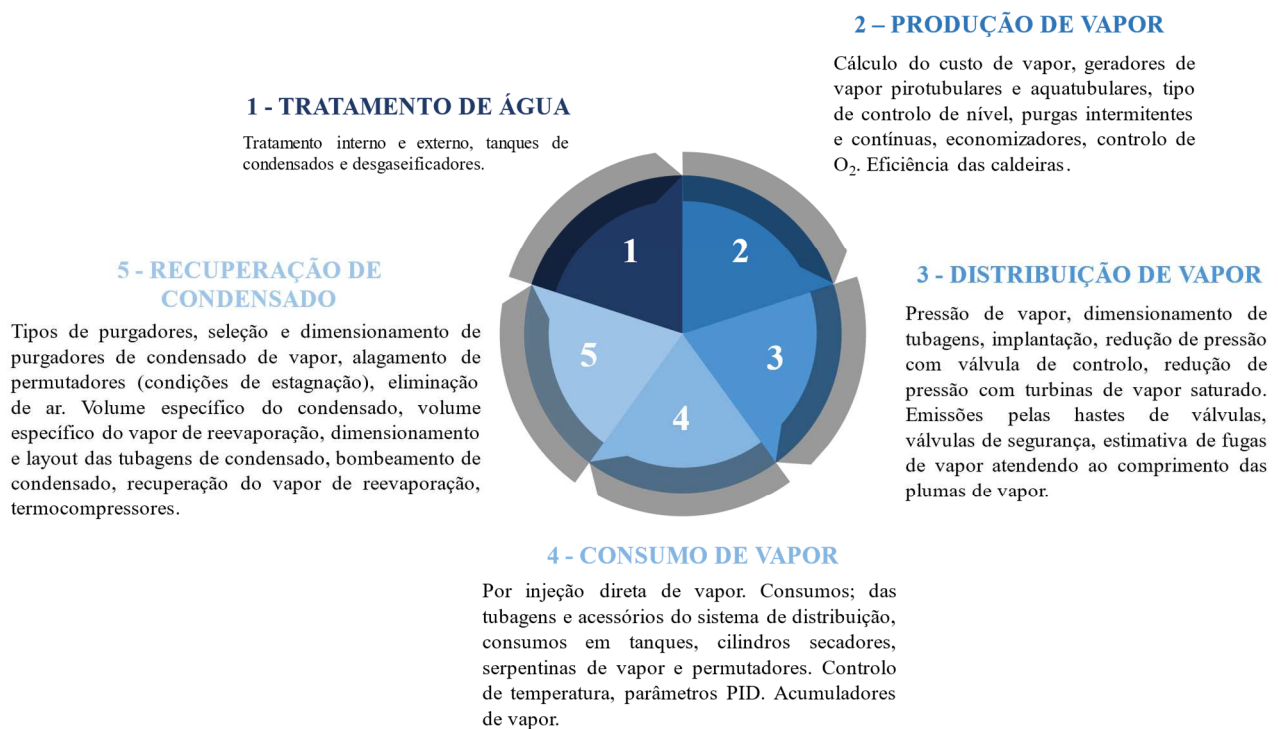 1 - TRATAMENTO DE ÁGUA
Tratamento interno e externo, tanques de
condensados e desgaseificadores.
2 – PRODUÇÃO DE VAPOR
Cálculo do custo de vapor, geradores de
vapor pirotubulares e aquatubulares, tipo
de controlo de nível, purgas intermitentes
e contínuas, economizadores, controlo de
O₂. Eficiência das caldeiras.
3 - DISTRIBUIÇÃO DE VAPOR
Pressão de vapor, dimensionamento de
tubagens, implantação, redução de pressão
com válvula de controlo, redução de
pressão com turbinas de vapor saturado.
Emissões pelas hastes de válvulas,
válvulas de segurança, estimativa de fugas
de vapor atendendo ao comprimento das
plumas de vapor.
4 - CONSUMO DE VAPOR
Por injeção direta de vapor. Consumos; das
tubagens e acessórios do sistema de distribuição,
consumos em tanques, cilindros secadores,
serpentinas de vapor e permutadores. Controlo
de temperatura, parâmetros PID. Acumuladores
de vapor.
5 - RECUPERAÇÃO DE
CONDENSADO
Tipos de purgadores, seleção e dimensionamento de
purgadores de condensado de vapor, alagamento de
permutadores (condições de estagnação), eliminação
de ar. Volume específico do condensado, volume
específico do vapor de reevaporação, dimensionamento
e layout das tubagens de condensado, bombeamento de
condensado, recuperação do vapor de reevaporação,
termocompressores.
1
2
3
4
5